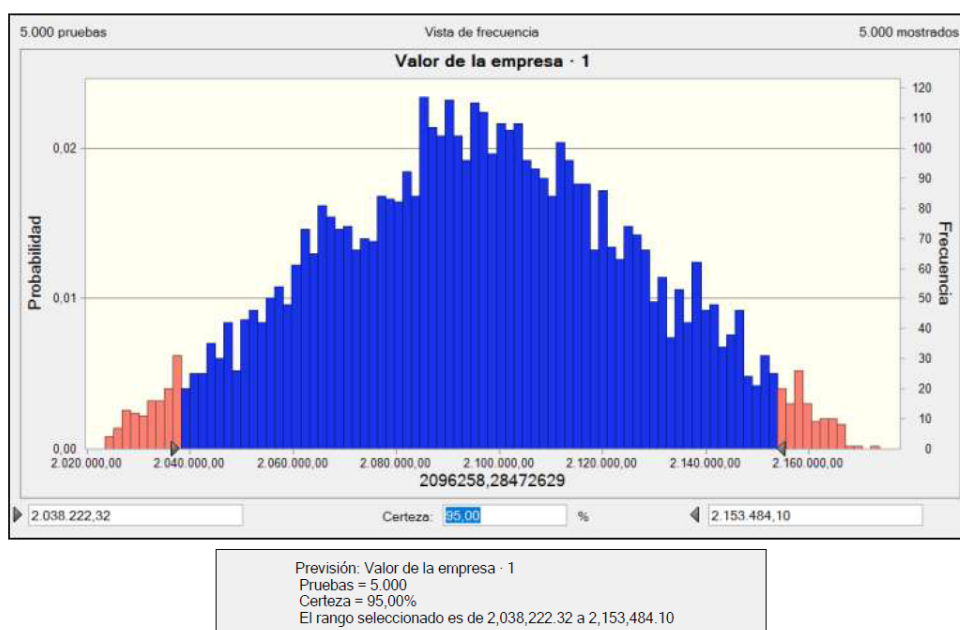 5.000 pruebas Vista de frecuencia 5.000 mostrados
Valor de la empresa · 1
Probabilidad
0,02
0,01
0,00
Frecuencia
120
110
100
90
80
70
60
50
40
30
20
10
0
2.020.000,00 2.040.000,00 2.060.000,00 2.080.000,00 2.100.000,00 2.120.000,00 2.140.000,00 2.160.000,00
2096258,28472629
2.038.222,32 Certeza: 95,00 % 2.153.484,10
Previsión: Valor de la empresa · 1
Pruebas = 5.000
Certeza = 95,00%
El rango seleccionado es de 2,038,222.32 a 2,153,484.10